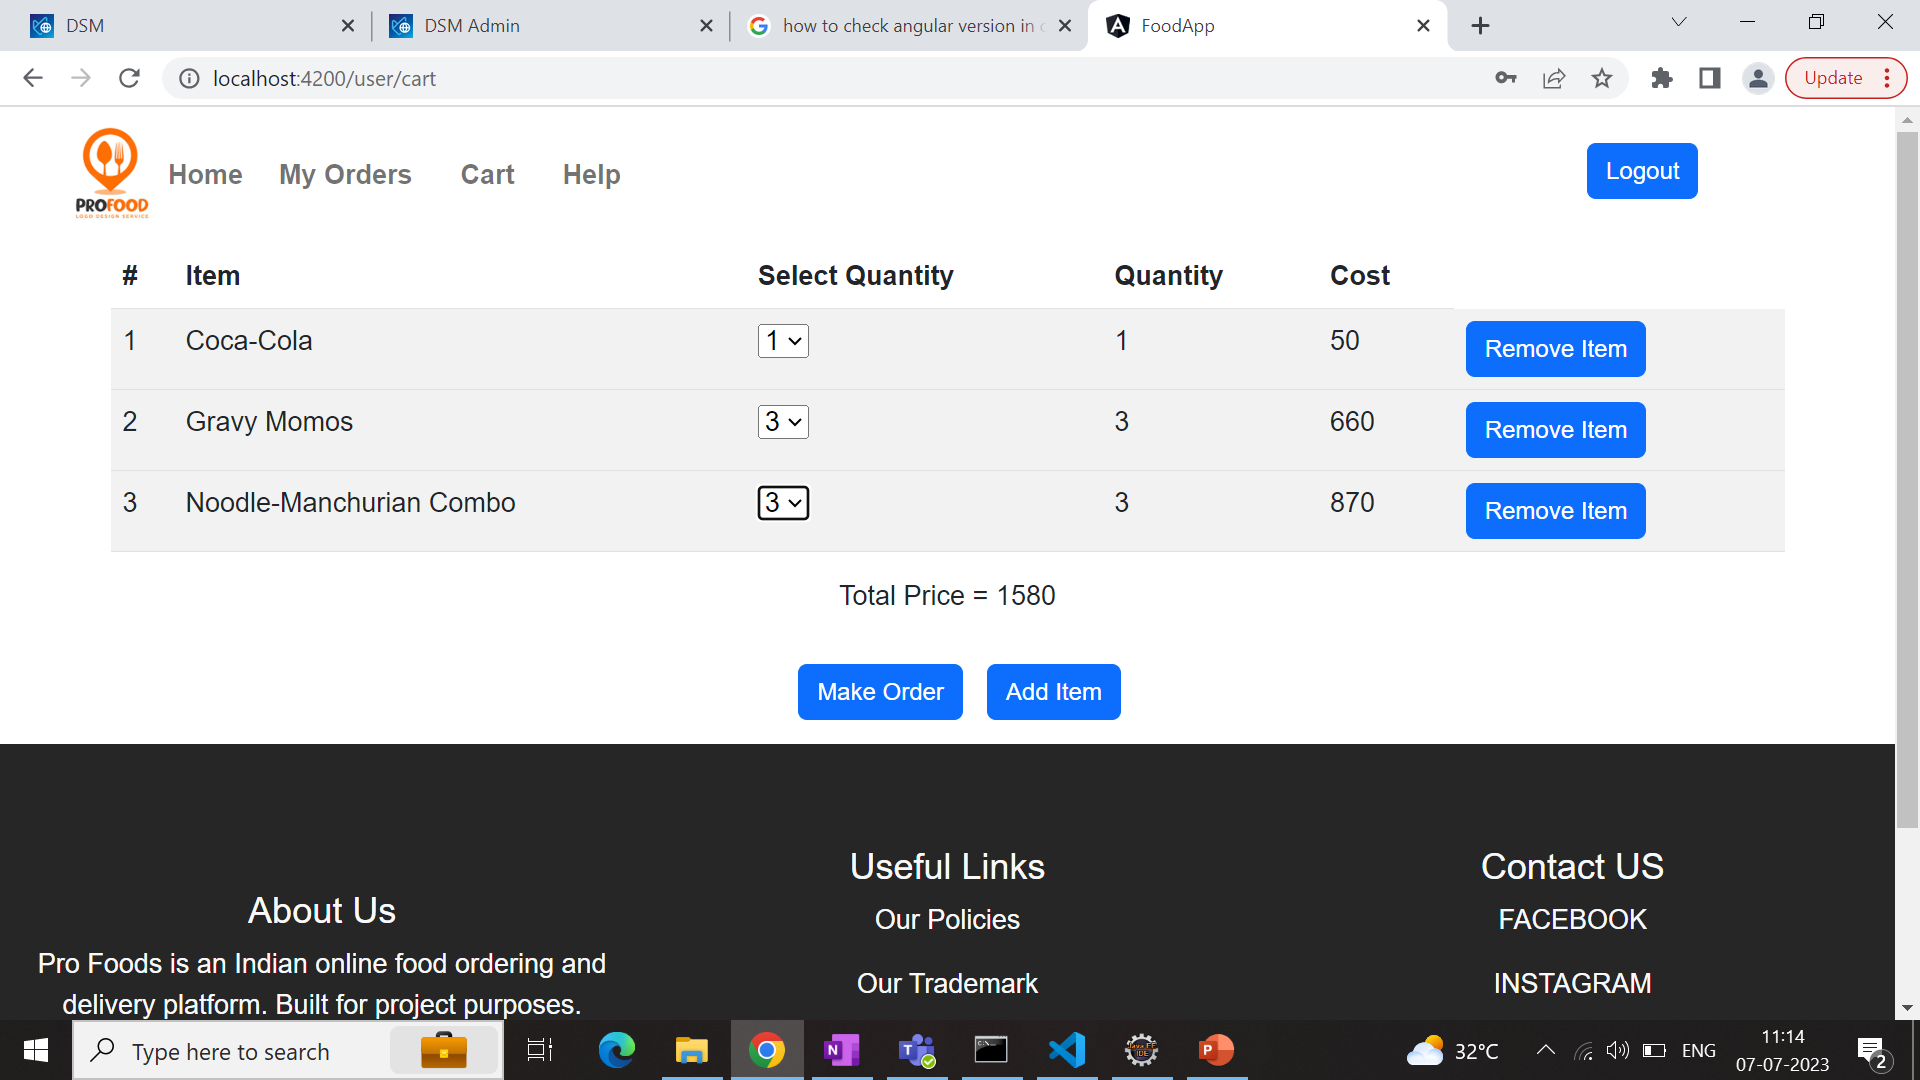 DSM
DSM Admin
how to check angular version in
FoodApp
localhost:4200/user/cart
Update
PROFOOD
LOGO DESIGN SERVICE
Home
My Orders
Cart
Help
Logout
# Item Select Quantity Quantity Cost
1 Coca-Cola 1 1 50 Remove Item
2 Gravy Momos 3 3 660 Remove Item
3 Noodle-Manchurian Combo 3 3 870 Remove Item
Total Price = 1580
Make Order
Add Item
About Us
Pro Foods is an Indian online food ordering and
delivery platform. Built for project purposes.
Useful Links
Our Policies
Our Trademark
Contact US
FACEBOOK
INSTAGRAM
Type here to search
32°C
ENG
11:14
07-07-2023
2